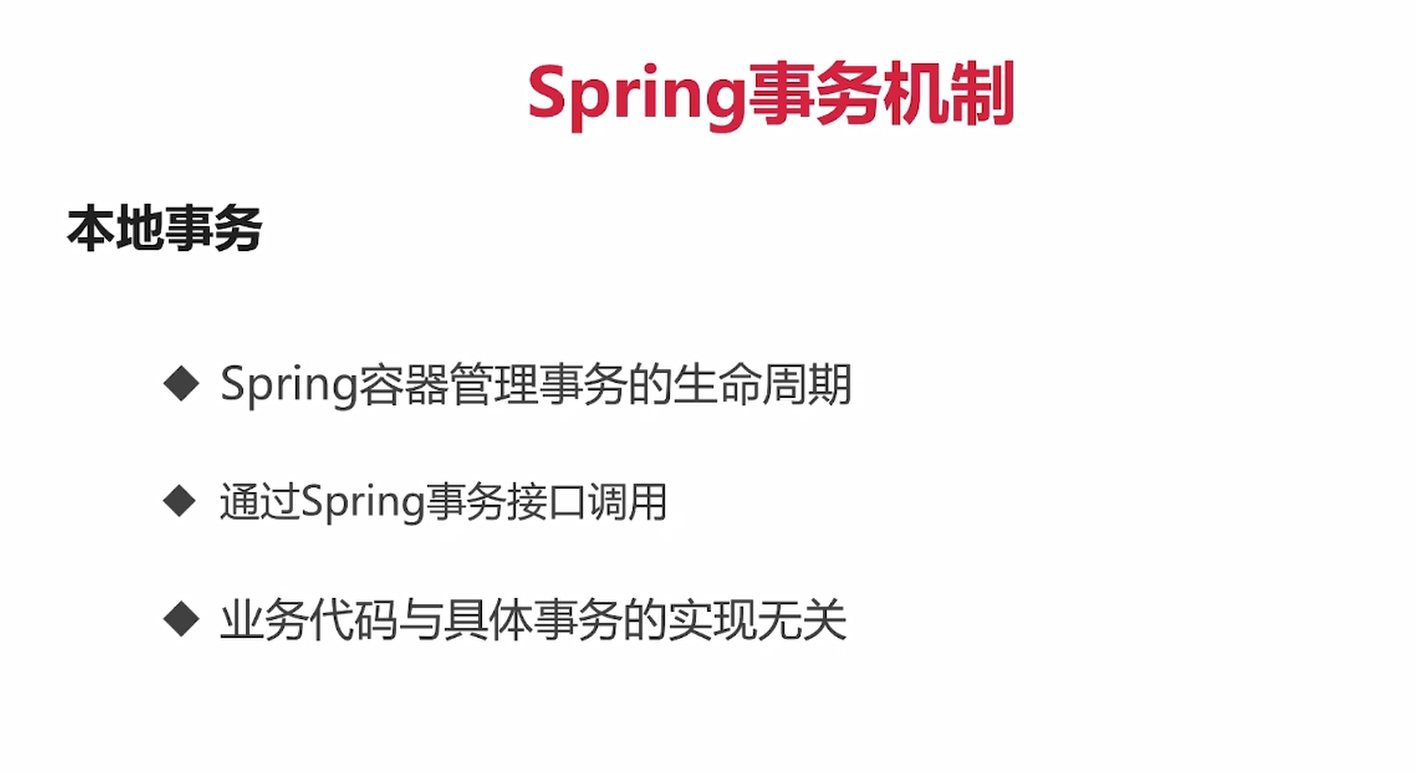 Spring事务机制
本地事务
◆ Spring容器管理事务的生命周期
◆ 通过Spring事务接口调用
◆ 业务代码与具体事务的实现无关